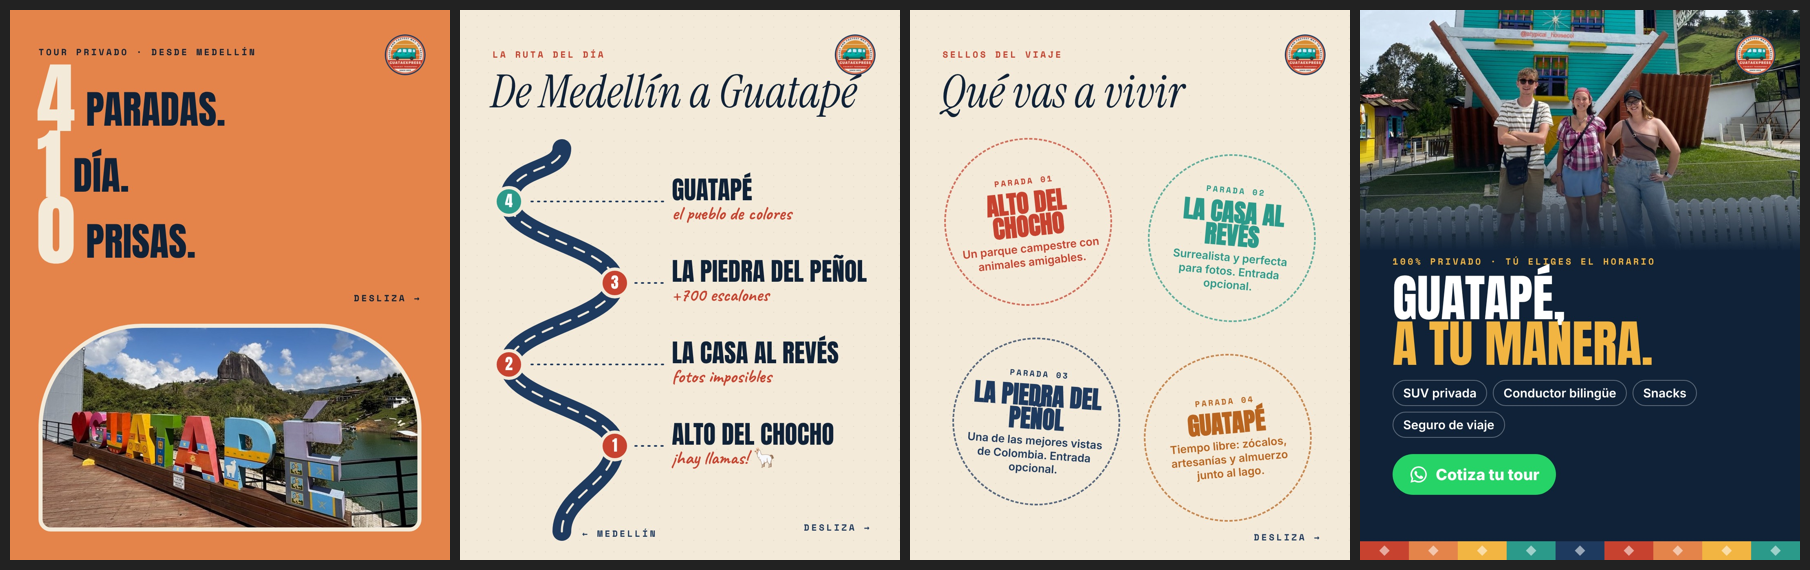 TOUR PRIVADO · DESDE MEDELLÍN
4 PARADAS.
1 DÍA.
0 PRISAS.
DESLIZA →
GUATAPÉ
LA RUTA DEL DÍA
De Medellín a Guatapé
4
GUATAPÉ
el pueblo de colores
3
LA PIEDRA DEL PEÑOL
+700 escalones
2
LA CASA AL REVÉS
fotos imposibles
1
ALTO DEL CHOCHO
¡hay llamas! 🦙
← MEDELLÍN
DESLIZA →
SELLOS DEL VIAJE
Qué vas a vivir
PARADA 01
ALTO DEL
CHOCHO
Un parque campestre con
animales amigables.
PARADA 02
LA CASA AL
REVÉS
Surrealista y perfecta
para fotos. Entrada
opcional.
PARADA 03
LA PIEDRA DEL
PEÑOL
Una de las mejores vistas
de Colombia. Entrada
opcional.
PARADA 04
GUATAPÉ
Tiempo libre: zócalos,
artesanías y almuerzo
junto al lago.
DESLIZA →
100% PRIVADO · TÚ ELIGES EL HORARIO
GUATAPÉ,
A TU MANERA.
SUV privada
Conductor bilingüe
Snacks
Seguro de viaje
Cotiza tu tour